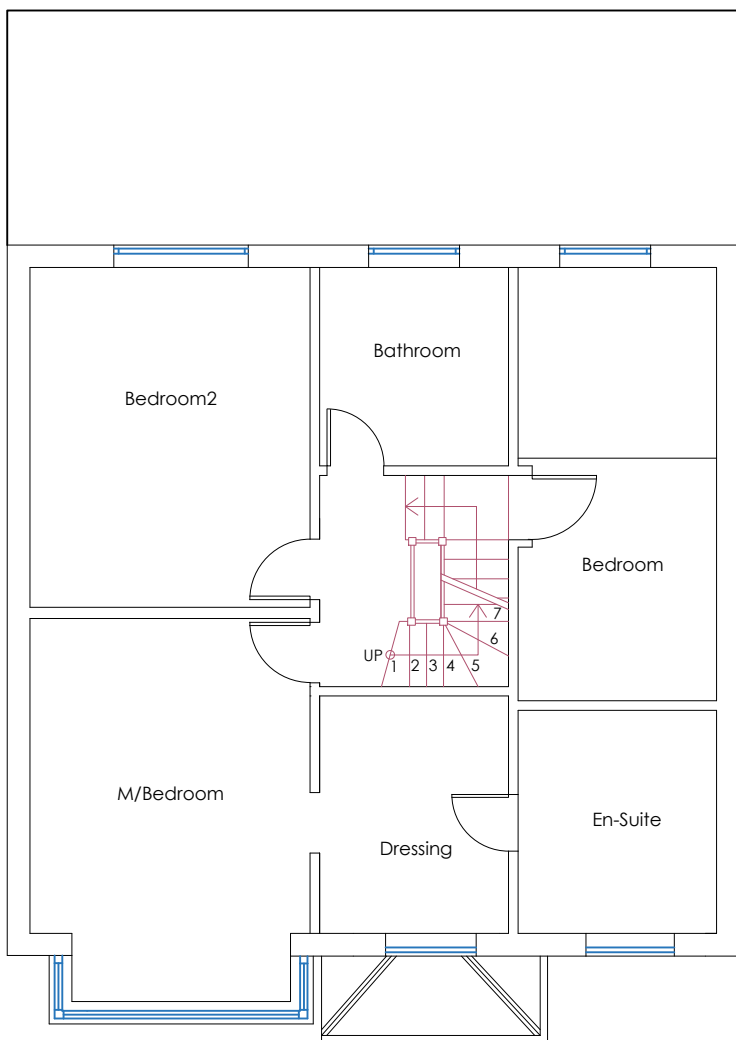 Bathroom
Bedroom2
Bedroom
7
6
UP
1 2 3 4 5
M/Bedroom
En-Suite
Dressing